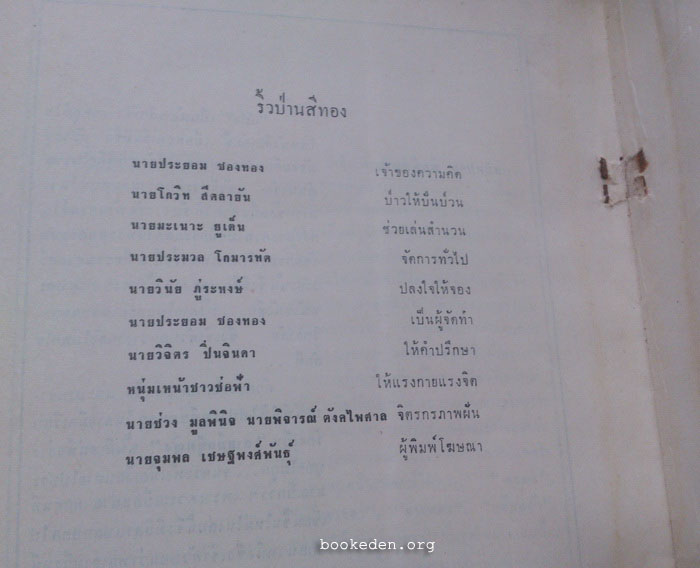 ริ้วป่านสีทอง
นายประยอม ซองทอง เจ้าของความคิด
นายโกวิท สีตลายัน ป่าวให้ปั่นป่วน
นายมะเนาะ ยูเด็น ช่วยเล่นสำนวน
นายประมวล โกมารทัต จัดการทั่วไป
นายวินัย ภู่ระหงษ์ ปลงใจให้จอง
นายประยอม ซองทอง เป็นผู้จัดทำ
นายวิจิตร ปิ่นจินดา ให้คำปรึกษา
หนุ่มเหน้าชาวช่อฟ้า ให้แรงกายแรงจิต
นายช่วง มูลพินิจ นายพิจารณ์ ตังคไพศาล จิตรกรภาพฝัน
นายจุมพล เชษฐพงศ์พันธุ์ ผู้พิมพ์โฆษณา
bookeden.org